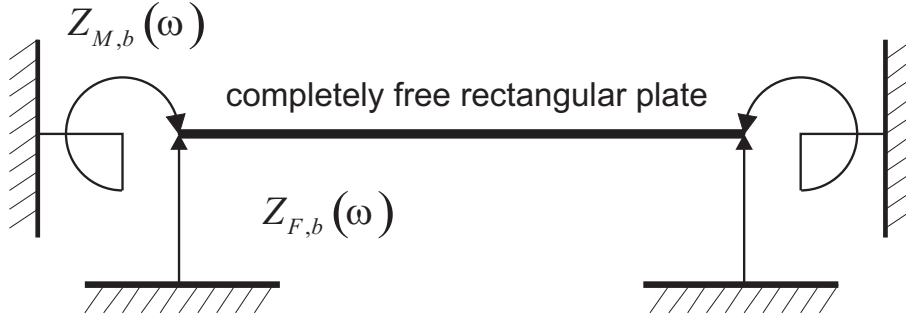 Z_{M,b}(ω)
completely free rectangular plate
Z_{F,b}(ω)